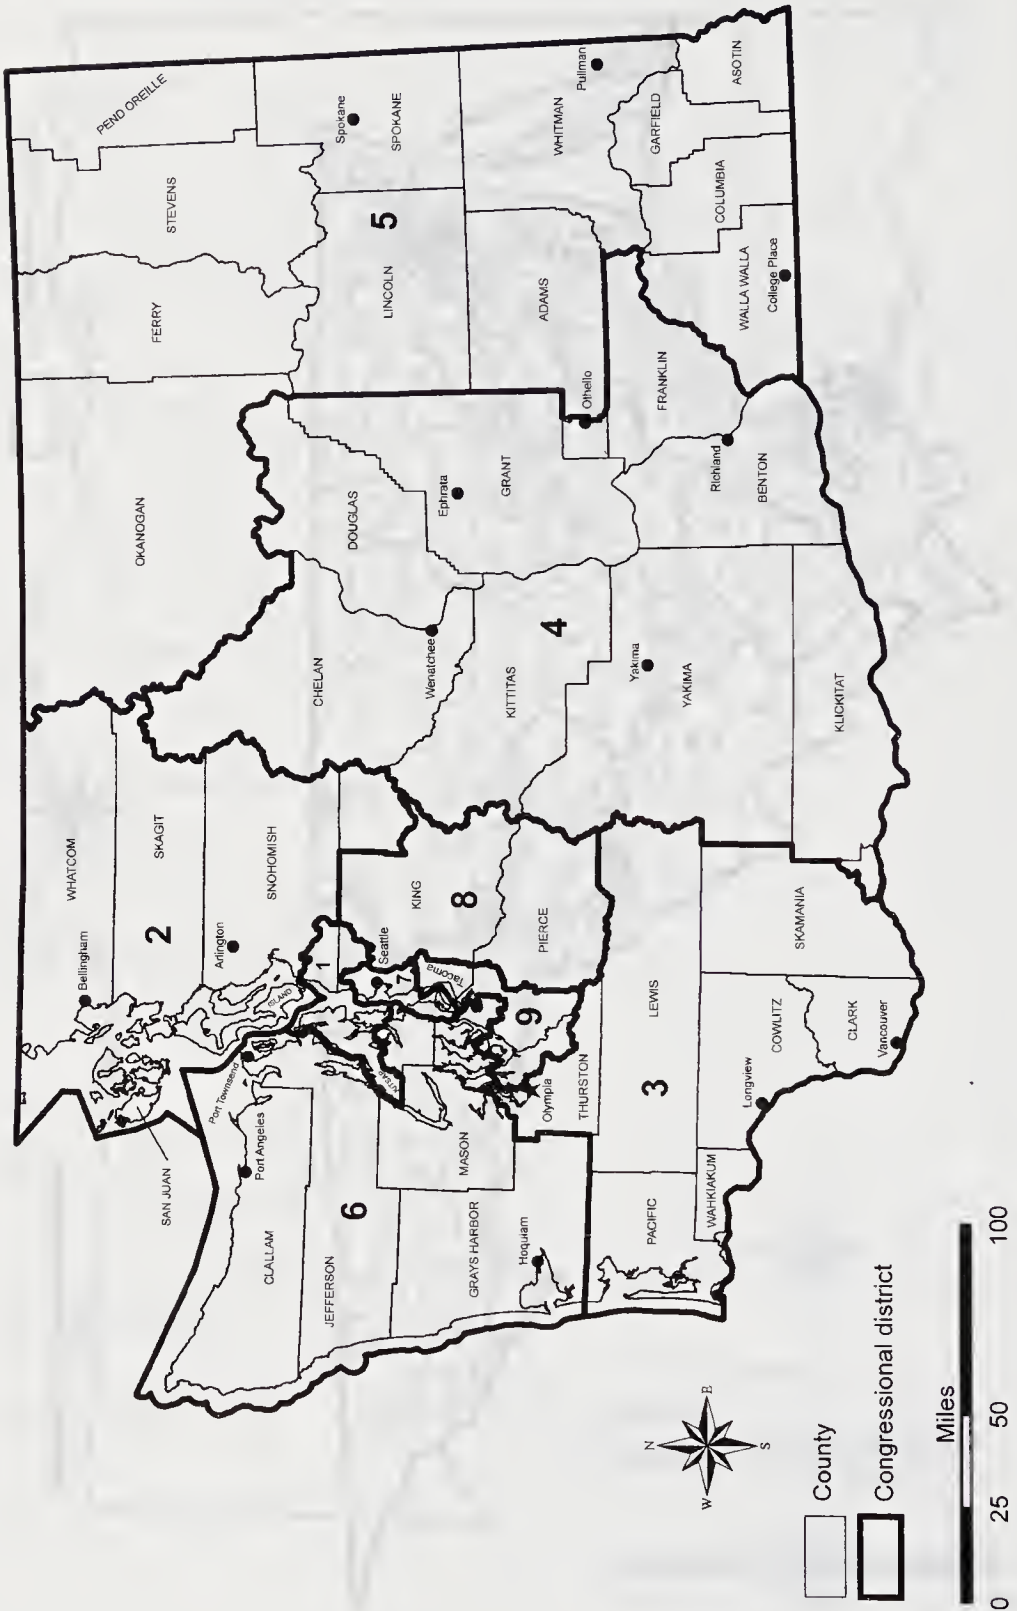 WHATCOM
Bellingham
OKANOGAN
FERRY
STEVENS
PEND OREILLE
SAN JUAN
SKAGIT
2
ISLAND
Arlington
SNOHOMISH
Port Townsend
Port Angeles
CLALLAM
JEFFERSON
6
KITSAP
1
Seattle
7
KING
8
CHELAN
Wenatchee
DOUGLAS
Ephrata
GRANT
LINCOLN
5
Spokane
SPOKANE
GRAYS HARBOR
Hoquiam
MASON
Tacoma
9
PIERCE
Olympia
THURSTON
KITTITAS
4
Othello
ADAMS
WHITMAN
Pullman
PACIFIC
LEWIS
3
Yakima
YAKIMA
Richland
BENTON
FRANKLIN
WALLA WALLA
College Place
COLUMBIA
GARFIELD
ASOTIN
WAHKIAKUM
Longview
COWLITZ
CLARK
Vancouver
SKAMANIA
KLICKITAT
N
W
E
S
County
Congressional district
Miles
0 25 50 100